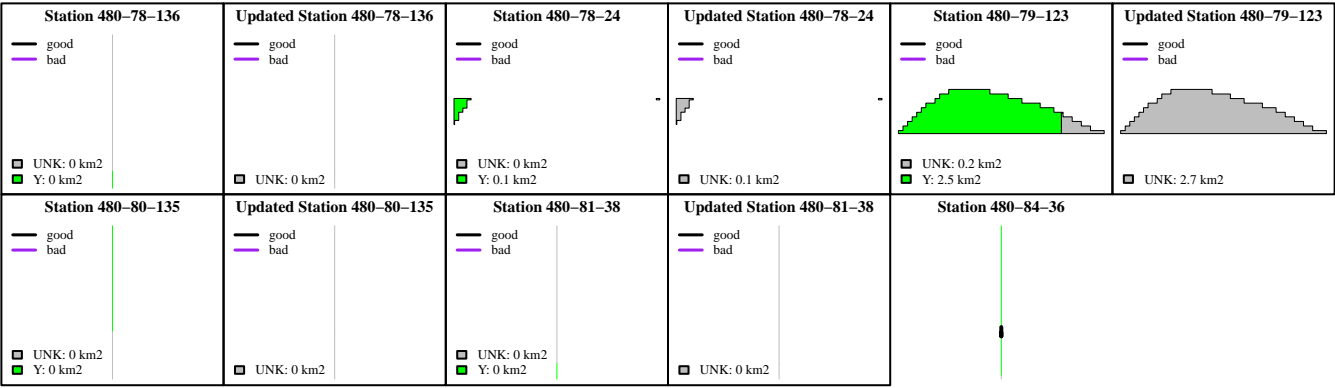 Station 480–78–136
good
bad
UNK: 0 km2
Y: 0 km2
Updated Station 480–78–136
good
bad
UNK: 0 km2
Station 480–78–24
good
bad
UNK: 0 km2
Y: 0.1 km2
Updated Station 480–78–24
good
bad
UNK: 0.1 km2
Station 480–79–123
good
bad
UNK: 0.2 km2
Y: 2.5 km2
Updated Station 480–79–123
good
bad
UNK: 2.7 km2
Station 480–80–135
good
bad
UNK: 0 km2
Y: 0 km2
Updated Station 480–80–135
good
bad
UNK: 0 km2
Station 480–81–38
good
bad
UNK: 0 km2
Y: 0 km2
Updated Station 480–81–38
good
bad
UNK: 0 km2
Station 480–84–36